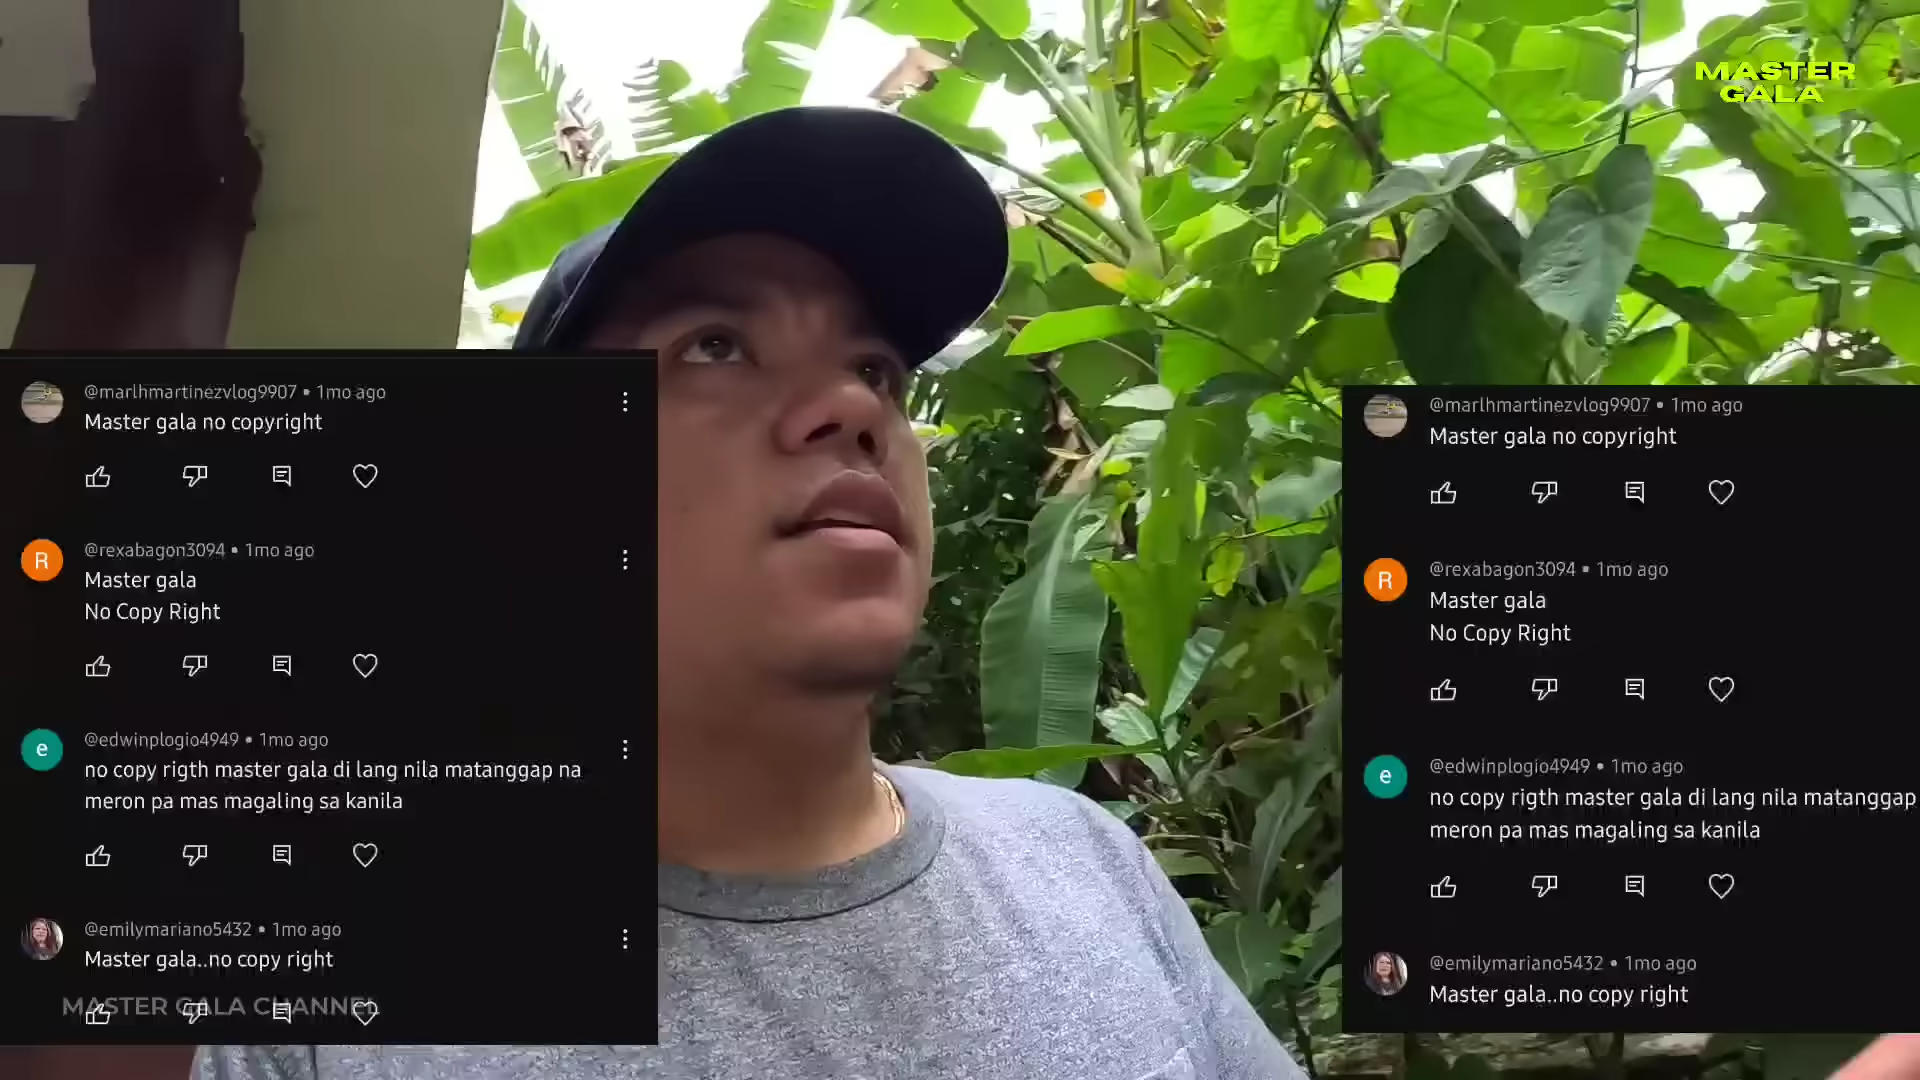 MASTER
GALA
@marlhmartinezvlog9907 • 1mo ago
Master gala no copyright
R
@rexabagon3094 • 1mo ago
Master gala
No Copy Right
e
@edwinplogio4949 • 1mo ago
no copy rigth master gala di lang nila matanggap na
meron pa mas magaling sa kanila
@emilymariano5432 • 1mo ago
Master gala..no copy right
MASTER GALA CHANNEL
@marlhmartinezvlog9907 • 1mo ago
Master gala no copyright
R
@rexabagon3094 • 1mo ago
Master gala
No Copy Right
e
@edwinplogio4949 • 1mo ago
no copy rigth master gala di lang nila matanggap
meron pa mas magaling sa kanila
@emilymariano5432 • 1mo ago
Master gala..no copy right